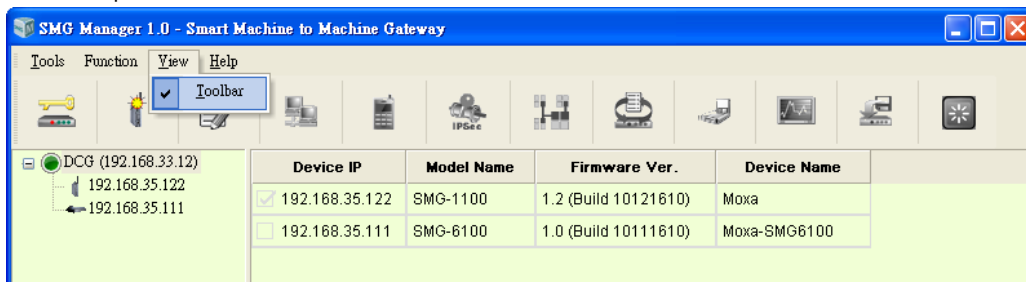 SMG Manager 1.0 - Smart Machine to Machine Gateway
Tools Function View Help
Toolbar
IPSec
DCG (192.168.33.12)
192.168.35.122
192.168.35.111
Device IP Model Name Firmware Ver. Device Name
192.168.35.122 SMG-1100 1.2 (Build 10121610) Moxa
192.168.35.111 SMG-6100 1.0 (Build 10111610) Moxa-SMG6100